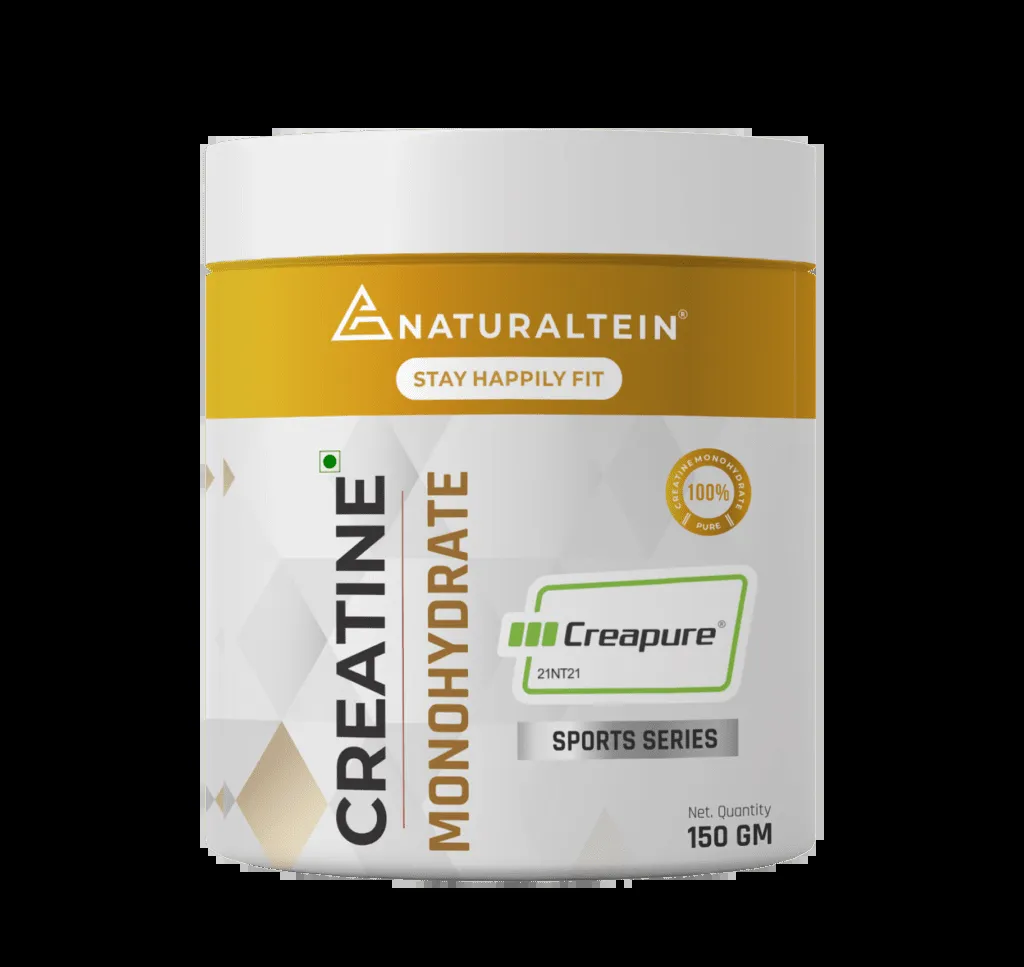 NATURALTEIN®
STAY HAPPILY FIT
CREATINE
MONOHYDRATE
CREATINE MONOHYDRATE
100%
PURE
Creapure®
21NT21
SPORTS SERIES
Net. Quantity
150 GM